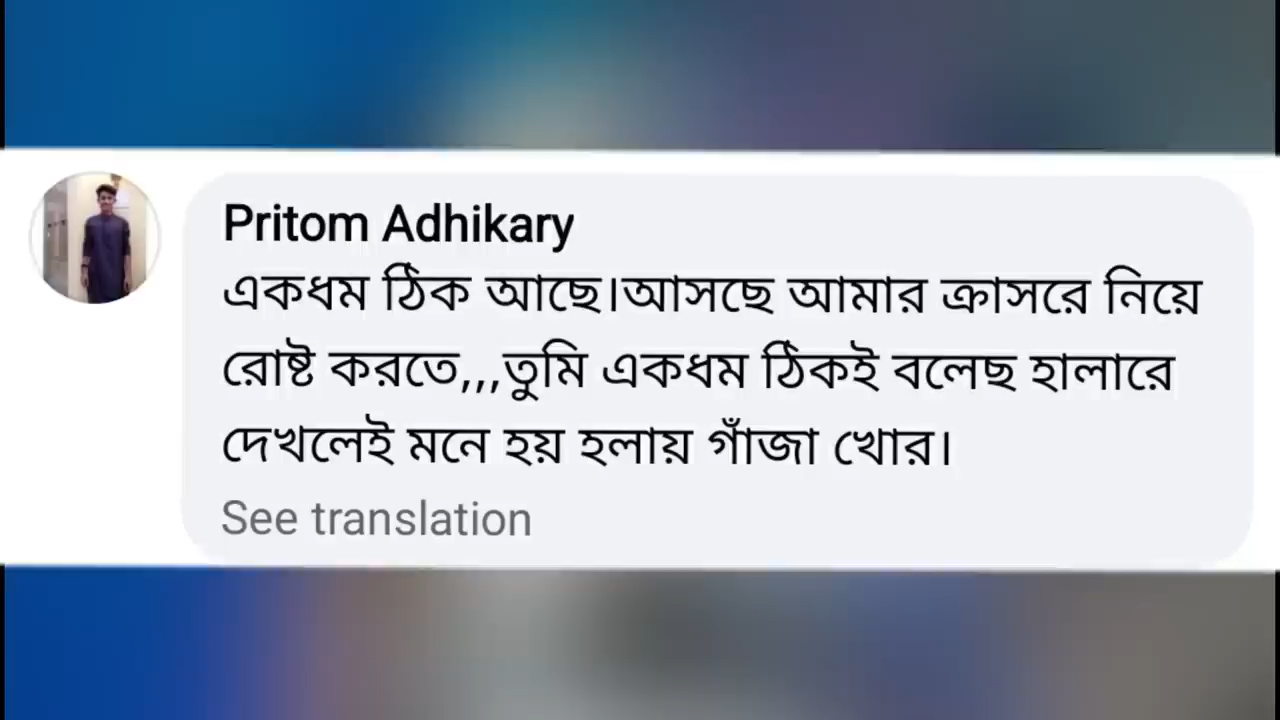 Pritom Adhikary
একধম ঠিক আছে।আসছে আমার ক্রাসরে নিয়ে
রোষ্ট করতে,,,তুমি একধম ঠিকই বলেছ হালারে
দেখলেই মনে হয় হলায় গাঁজা খোর।
See translation